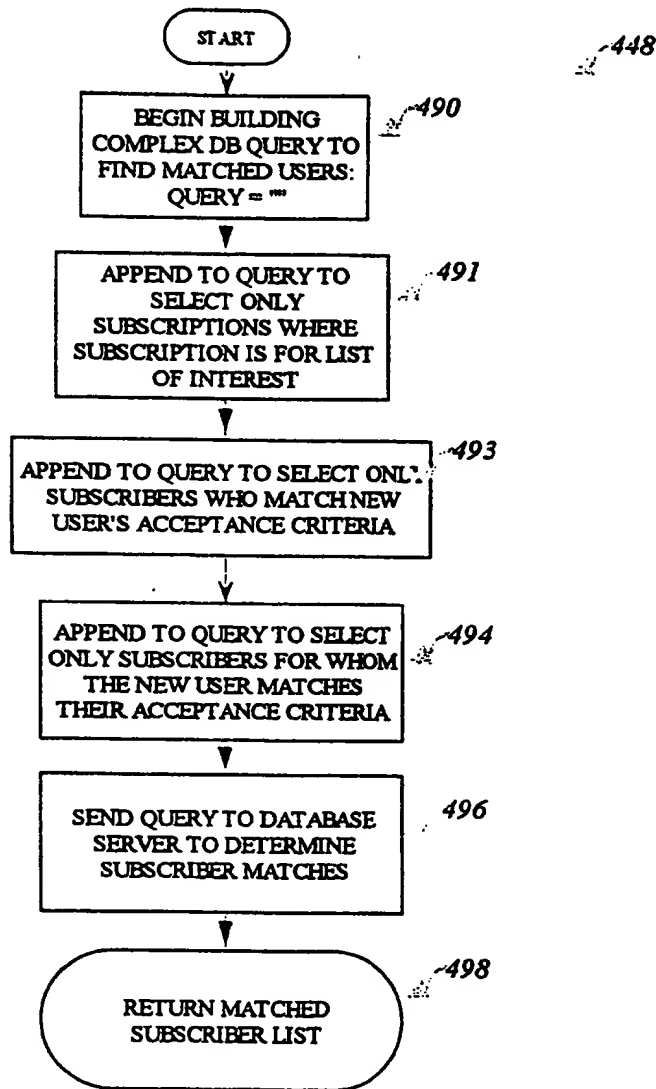 START
448
BEGIN BUILDING
COMPLEX DB QUERY TO
FIND MATCHED USERS:
QUERY = ""
490
APPEND TO QUERY TO
SELECT ONLY
SUBSCRIPTIONS WHERE
SUBSCRIPTION IS FOR LIST
OF INTEREST
491
APPEND TO QUERY TO SELECT ONLY
SUBSCRIBERS WHO MATCH NEW
USER'S ACCEPTANCE CRITERIA
493
APPEND TO QUERY TO SELECT
ONLY SUBSCRIBERS FOR WHOM
THE NEW USER MATCHES
THEIR ACCEPTANCE CRITERIA
494
SEND QUERY TO DATABASE
SERVER TO DETERMINE
SUBSCRIBER MATCHES
496
RETURN MATCHED
SUBSCRIBER LIST
498